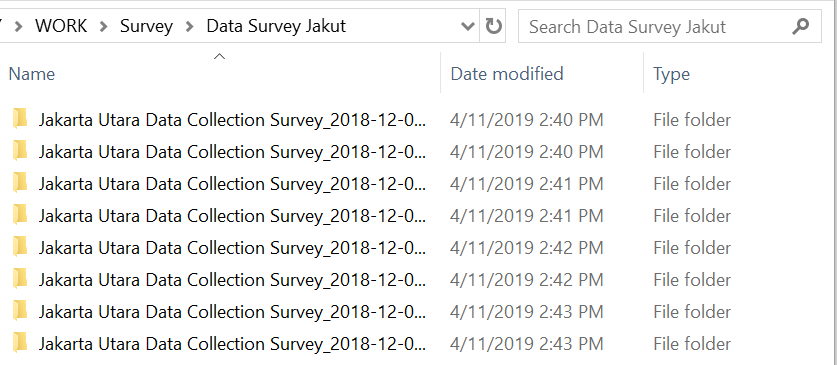 WORK > Survey > Data Survey Jakut Search Data Survey Jakut
Name Date modified Type
Jakarta Utara Data Collection Survey_2018-12-0... 4/11/2019 2:40 PM File folder
Jakarta Utara Data Collection Survey_2018-12-0... 4/11/2019 2:40 PM File folder
Jakarta Utara Data Collection Survey_2018-12-0... 4/11/2019 2:41 PM File folder
Jakarta Utara Data Collection Survey_2018-12-0... 4/11/2019 2:41 PM File folder
Jakarta Utara Data Collection Survey_2018-12-0... 4/11/2019 2:42 PM File folder
Jakarta Utara Data Collection Survey_2018-12-0... 4/11/2019 2:42 PM File folder
Jakarta Utara Data Collection Survey_2018-12-0... 4/11/2019 2:43 PM File folder
Jakarta Utara Data Collection Survey_2018-12-0... 4/11/2019 2:43 PM File folder